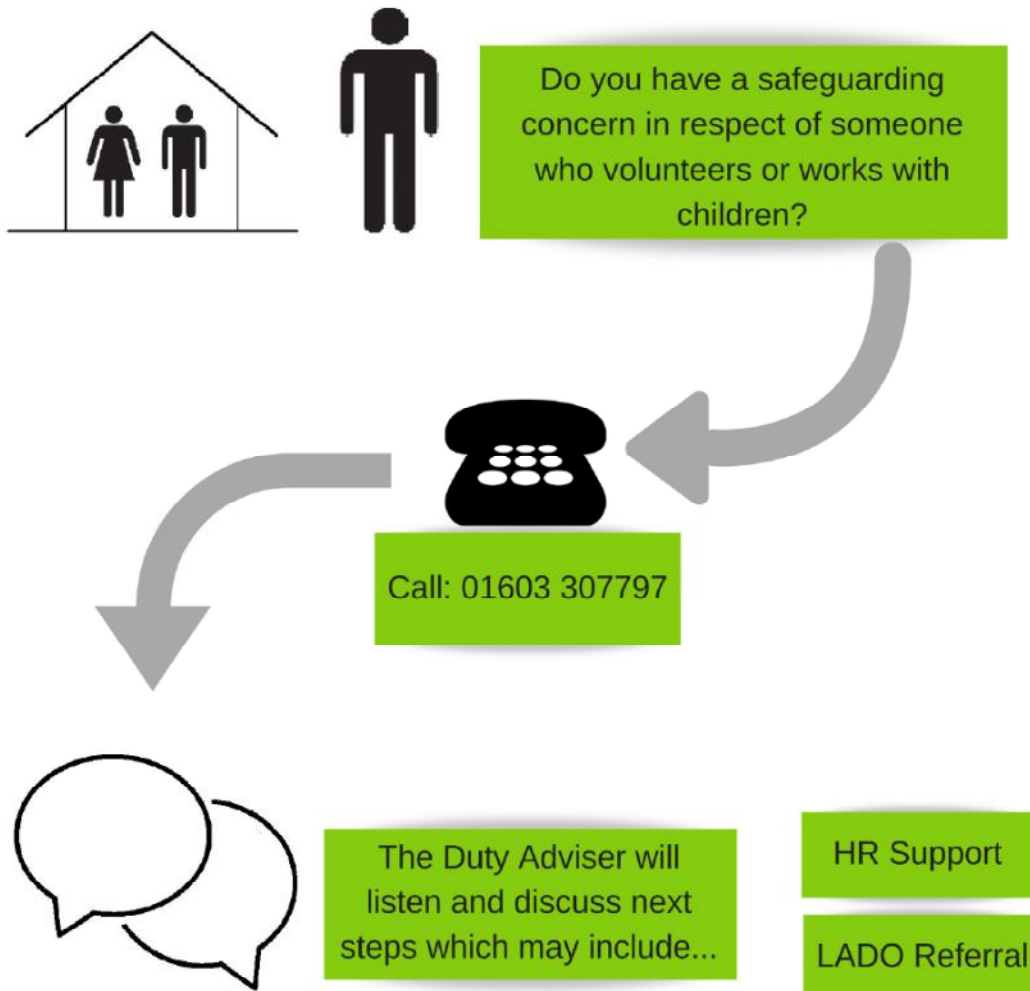 Do you have a safeguarding
concern in respect of someone
who volunteers or works with
children?
Call: 01603 307797
The Duty Adviser will
listen and discuss next
steps which may include...
HR Support
LADO Referral